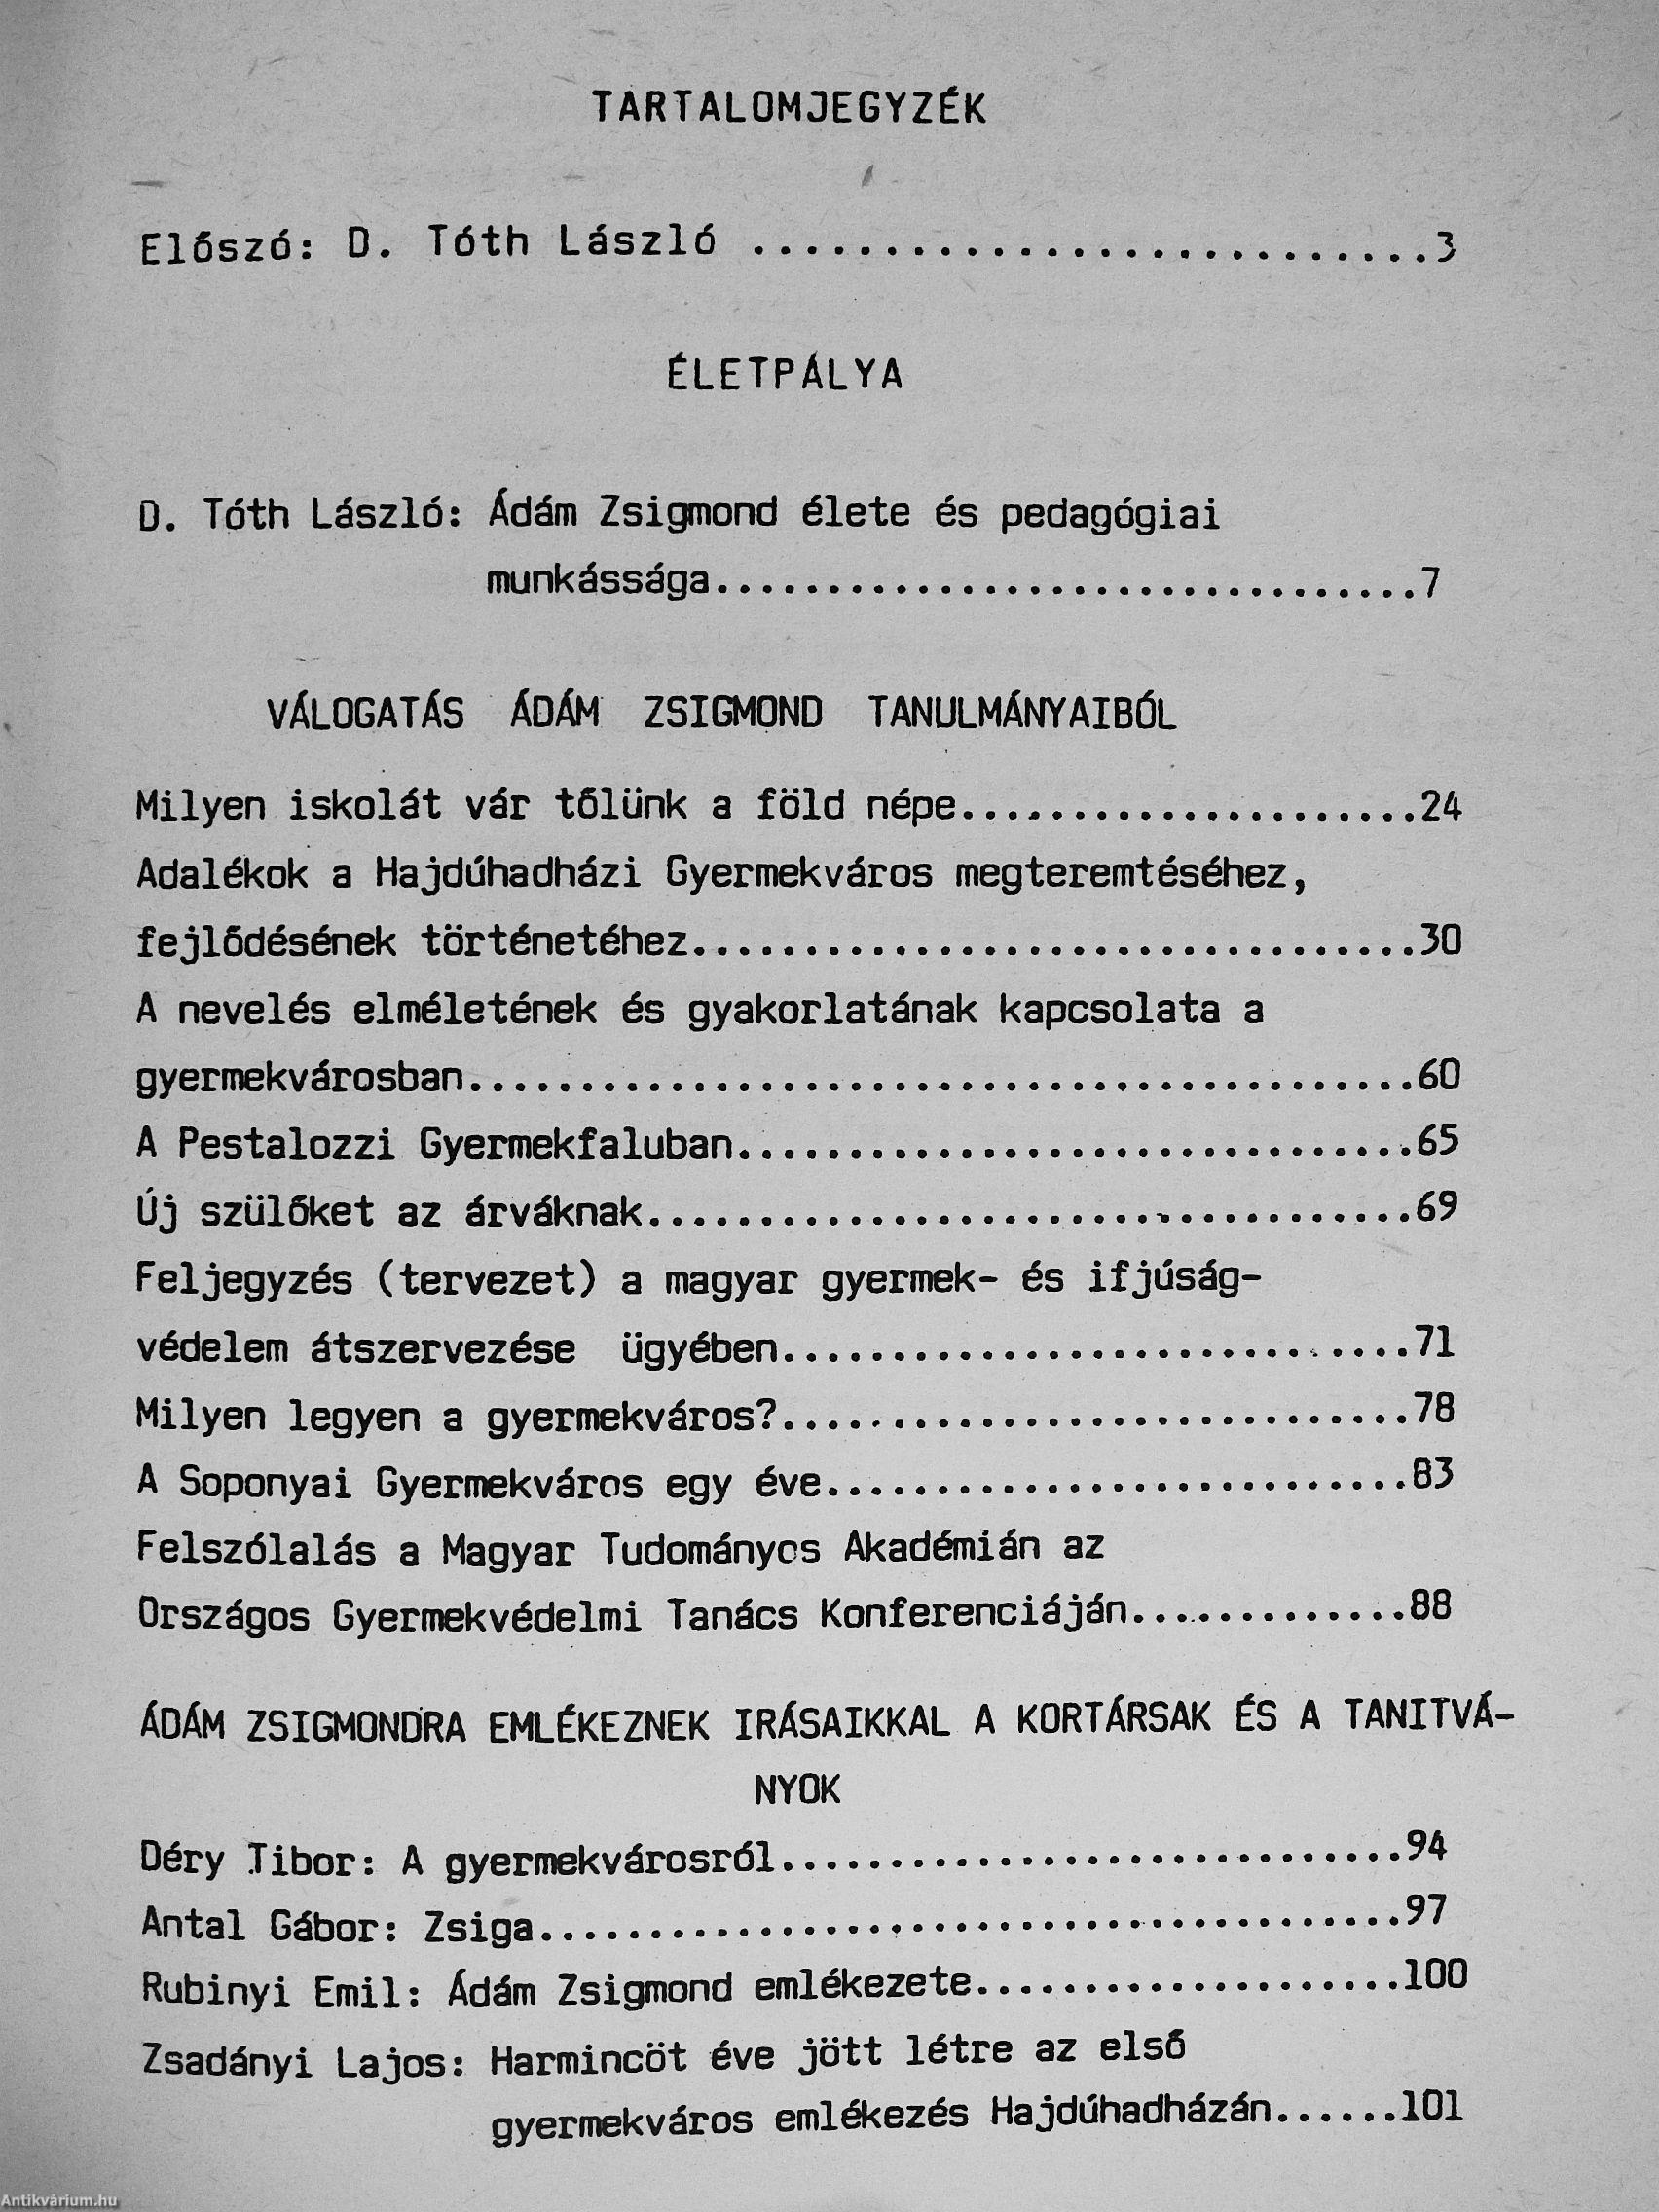 TARTALOMJEGYZÉK
Előszó: D. Tóth László ..........................3
ÉLETPÁLYA
D. Tóth László: Ádám Zsigmond élete és pedagógiai
munkássága................................7
VÁLOGATÁS ÁDÁM ZSIGMOND TANULMÁNYAIBÓL
Milyen iskolát vár tőlünk a föld népe.....................24
Adalékok a Hajdúhadházi Gyermekváros megteremtéséhez,
fejlődésének történetéhez.................................30
A nevelés elméletének és gyakorlatának kapcsolata a
gyermekvárosban...........................................60
A Pestalozzi Gyermekfaluban...............................65
Új szülőket az árváknak...................................69
Feljegyzés (tervezet) a magyar gyermek- és ifjúság-
védelem átszervezése ügyében.............................71
Milyen legyen a gyermekváros?.............................78
A Soponyai Gyermekváros egy éve...........................83
Felszólalás a Magyar Tudományos Akadémián az
Országos Gyermekvédelmi Tanács Konferenciáján.............88
ÁDÁM ZSIGMONDRA EMLÉKEZNEK IRÁSAIKKAL A KORTÁRSAK ÉS A TANITVÁ-
NYOK
Déry Tibor: A gyermekvárosról.............................94
Antal Gábor: Zsiga........................................97
Rubinyi Emil: Ádám Zsigmond emlékezete....................100
Zsadányi Lajos: Harmincöt éve jött létre az első
gyermekváros emlékezés Hajdúhadházán......101
Antikvárium.hu